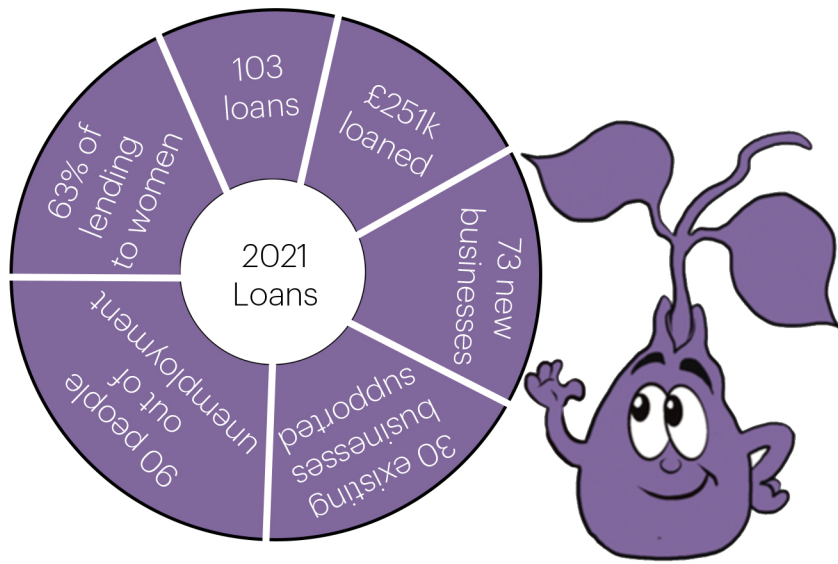 2021
Loans
103
loans
£251k
loaned
73 new
businesses
30 existing
businesses
supported
90 people
out of
unemployment
63% of
lending
to women